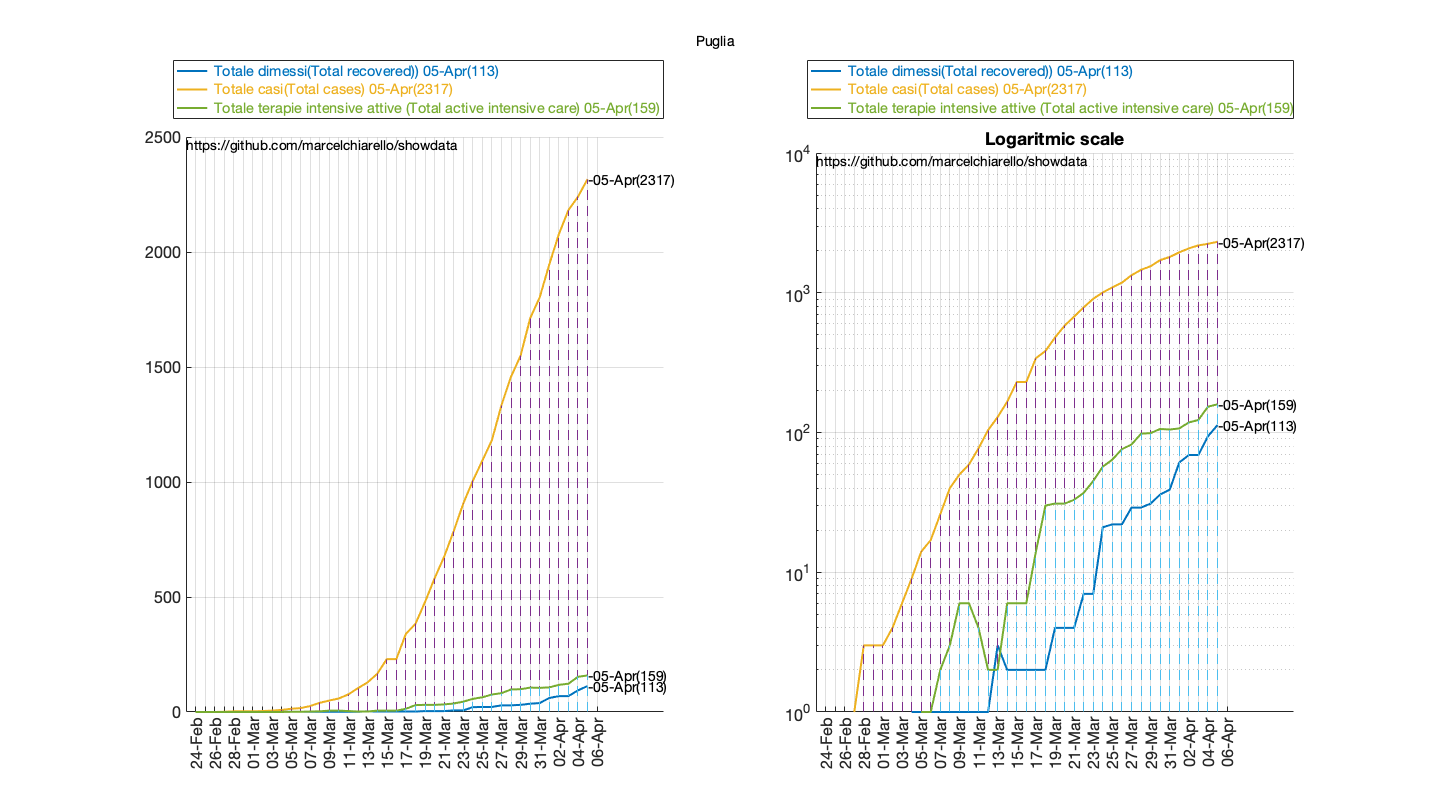 Puglia
Totale dimessi(Total recovered)) 05-Apr(113)
Totale casi(Total cases) 05-Apr(2317)
Totale terapie intensive attive (Total active intensive care) 05-Apr(159)
2500
https://github.com/marcelchiarello/showdata
-05-Apr(2317)
2000
1500
1000
500
-05-Apr(159)
-05-Apr(113)
0
24-Feb
26-Feb
28-Feb
01-Mar
03-Mar
05-Mar
07-Mar
09-Mar
11-Mar
13-Mar
15-Mar
17-Mar
19-Mar
21-Mar
23-Mar
25-Mar
27-Mar
29-Mar
31-Mar
02-Apr
04-Apr
06-Apr
Totale dimessi(Total recovered)) 05-Apr(113)
Totale casi(Total cases) 05-Apr(2317)
Totale terapie intensive attive (Total active intensive care) 05-Apr(159)
Logaritmic scale
10^4
https://github.com/marcelchiarello/showdata
-05-Apr(2317)
10^3
-05-Apr(159)
-05-Apr(113)
10^2
10^1
10^0
24-Feb
26-Feb
28-Feb
01-Mar
03-Mar
05-Mar
07-Mar
09-Mar
11-Mar
13-Mar
15-Mar
17-Mar
19-Mar
21-Mar
23-Mar
25-Mar
27-Mar
29-Mar
31-Mar
02-Apr
04-Apr
06-Apr